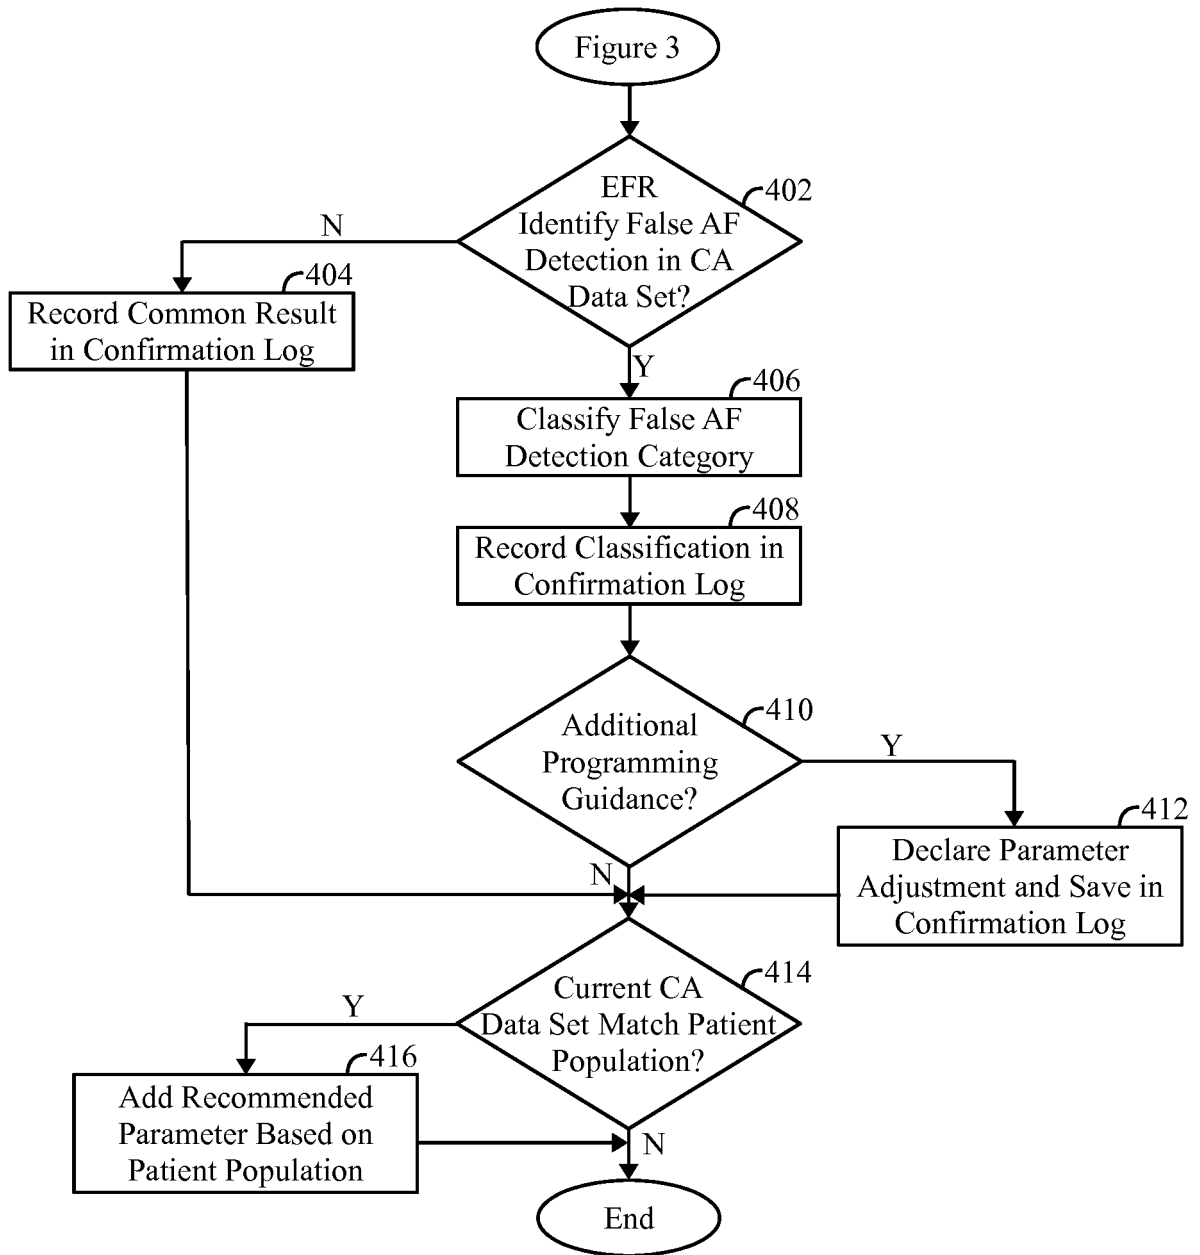 Figure 3
402
EFR
Identify False AF
Detection in CA
Data Set?
N
404
Record Common Result
in Confirmation Log
Y
406
Classify False AF
Detection Category
408
Record Classification in
Confirmation Log
410
Additional
Programming
Guidance?
Y
412
Declare Parameter
Adjustment and Save in
Confirmation Log
N
414
Current CA
Data Set Match Patient
Population?
Y
416
Add Recommended
Parameter Based on
Patient Population
N
End